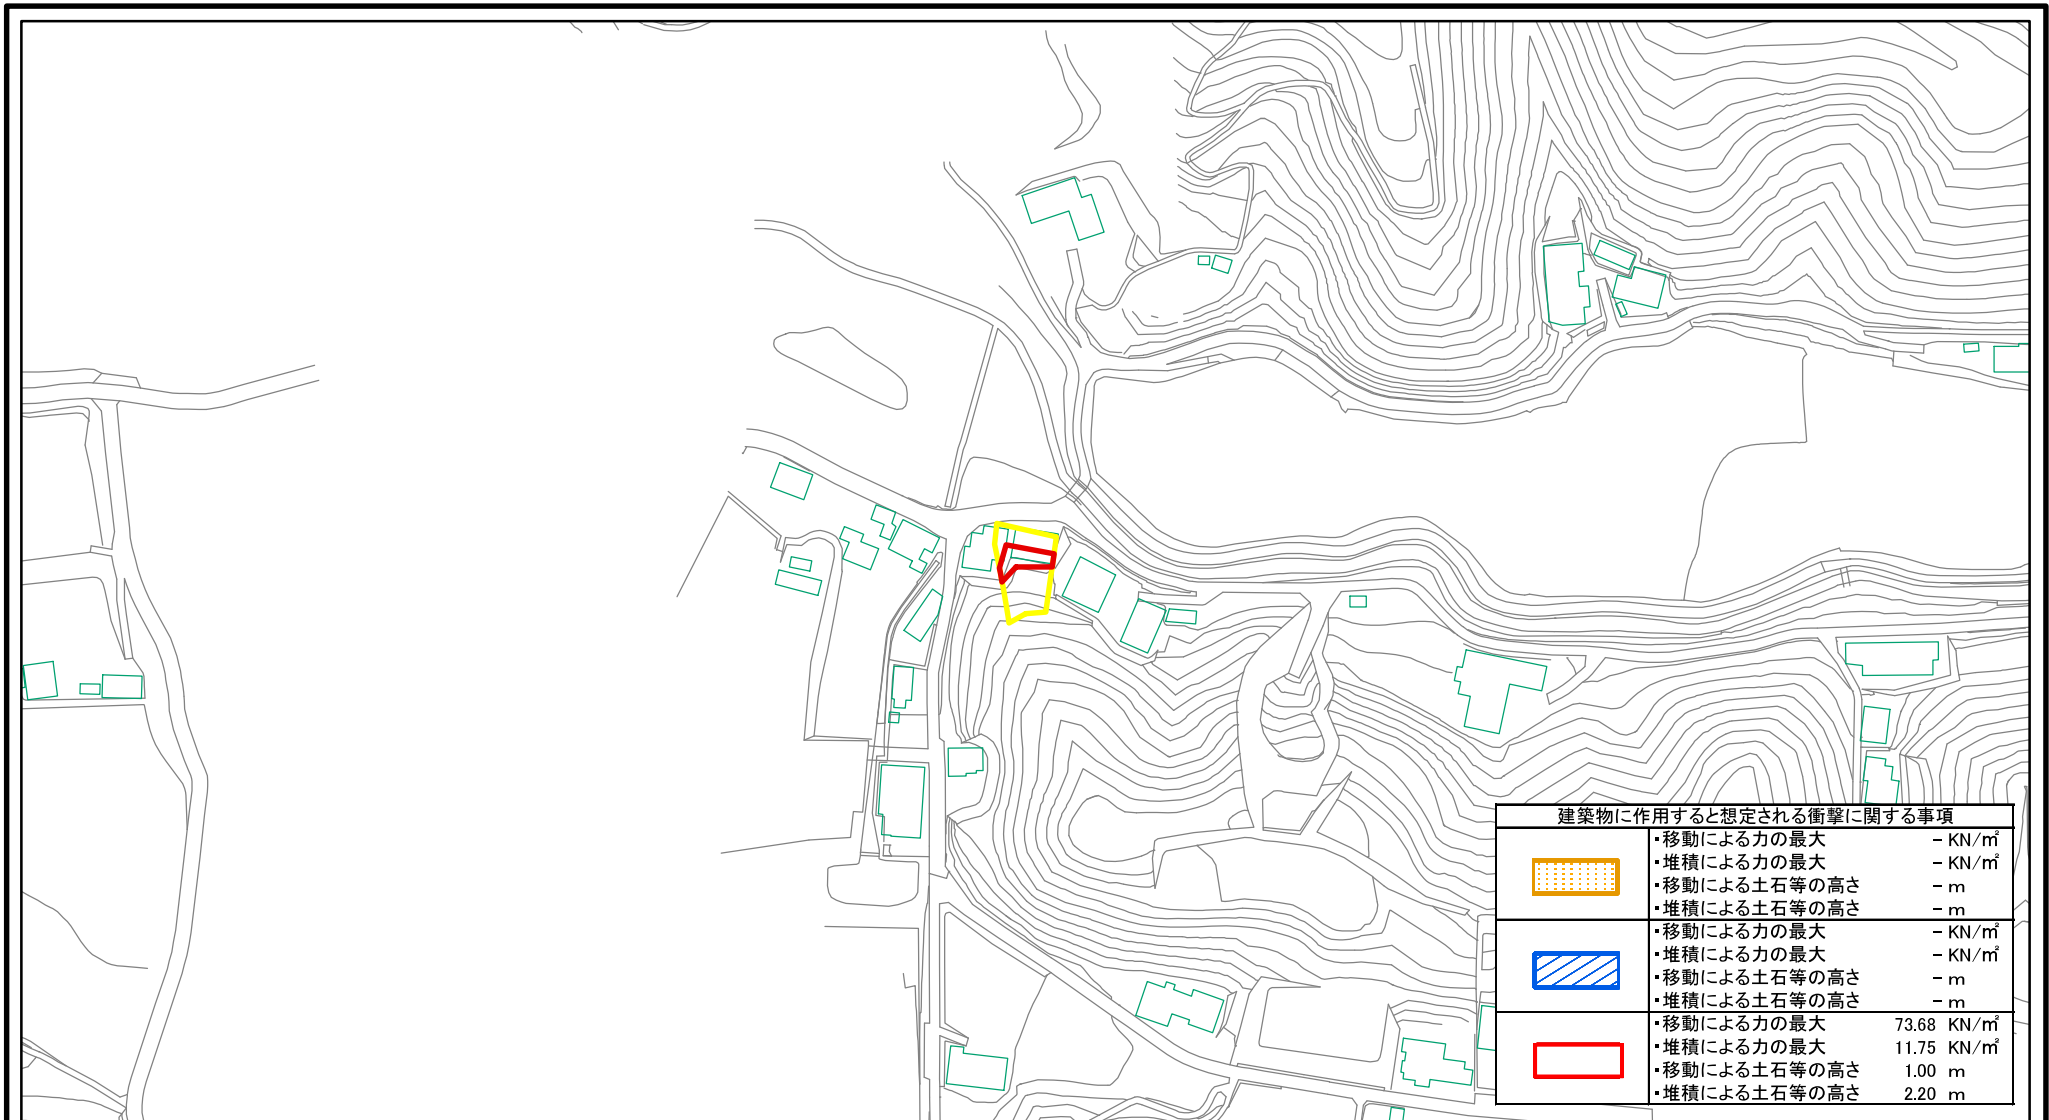 建築物に作用すると想定される衝撃に関する事項
・移動による力の最大 - KN/㎡
・堆積による力の最大 - KN/㎡
・移動による土石等の高さ - m
・堆積による土石等の高さ - m
・移動による力の最大 - KN/㎡
・堆積による力の最大 - KN/㎡
・移動による土石等の高さ - m
・堆積による土石等の高さ - m
・移動による力の最大 73.68 KN/㎡
・堆積による力の最大 11.75 KN/㎡
・移動による土石等の高さ 1.00 m
・堆積による土石等の高さ 2.20 m